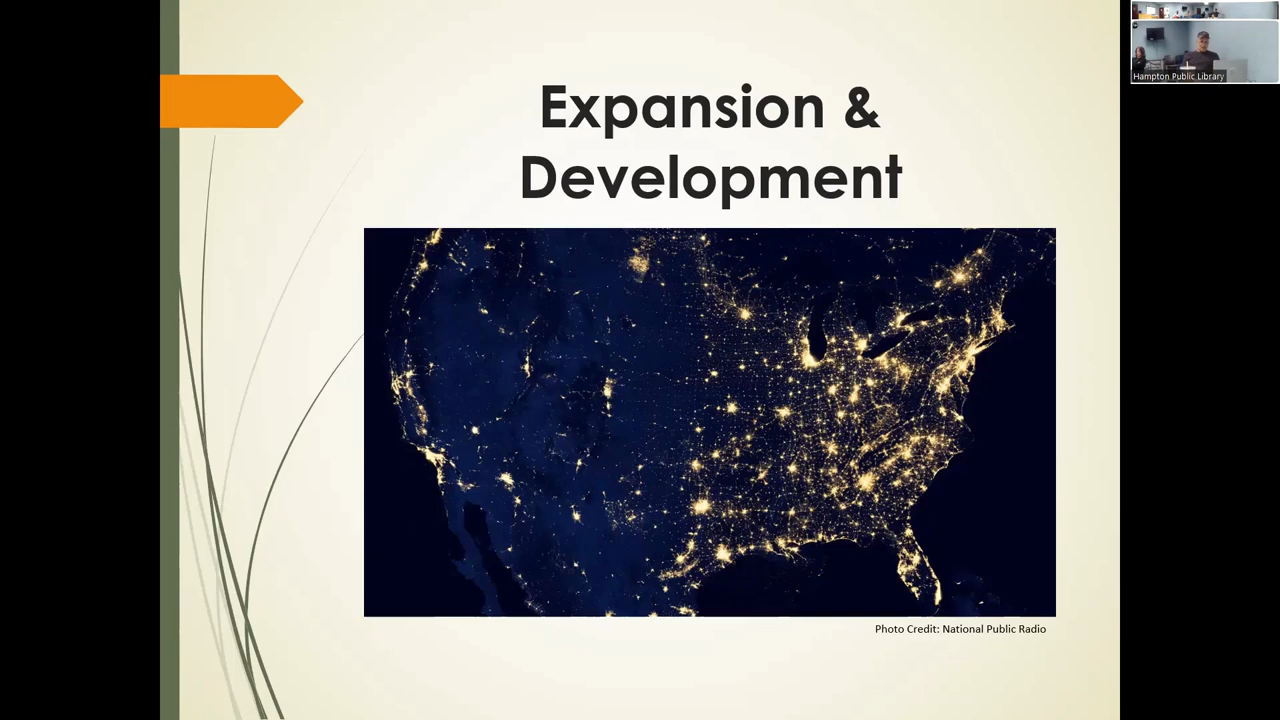 Expansion &
Development
Photo Credit: National Public Radio
Hampton Public Library